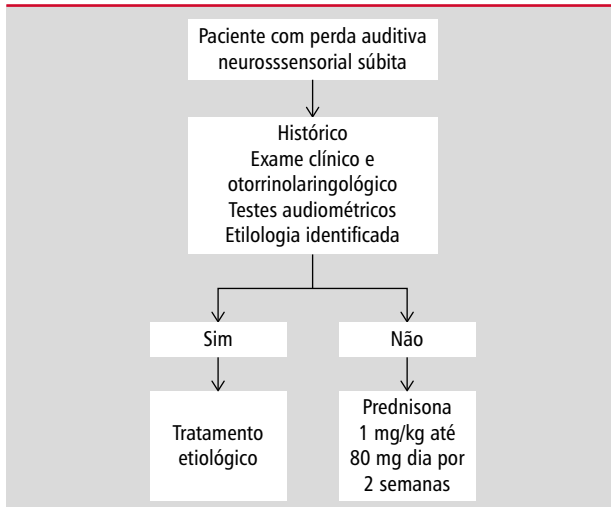 Paciente com perda auditiva
neurosssensorial súbita
Histórico
Exame clínico e
otorrinolaringológico
Testes audiométricos
Etilologia identificada
Sim
Não
Tratamento
etiológico
Prednisona
1 mg/kg até
80 mg dia por
2 semanas